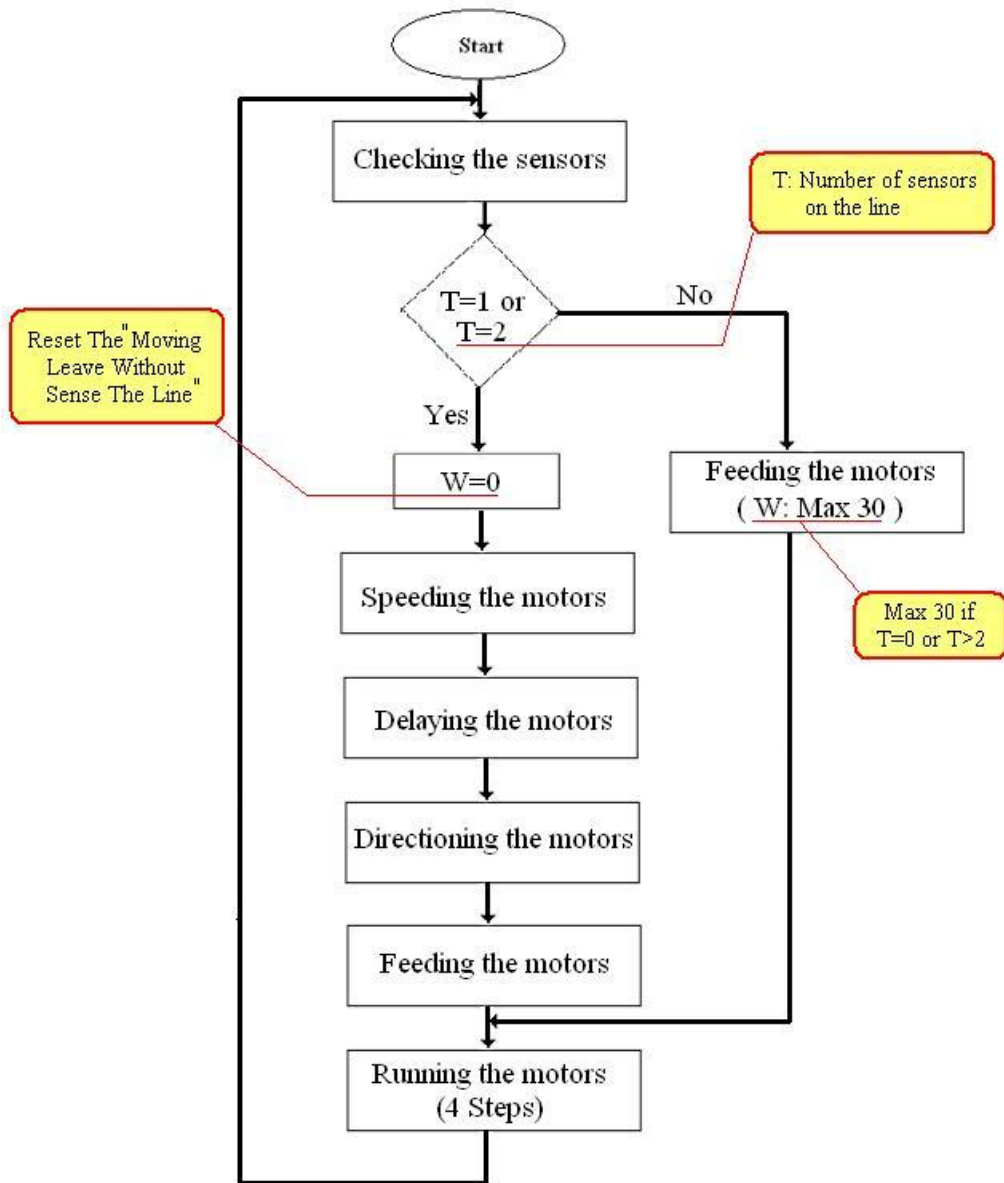 Start
Checking the sensors
T: Number of sensors
on the line
T=1 or
T=2
No
Reset The"Moving
Leave Without
Sense The Line"
Yes
W=0
Feeding the motors
( W: Max 30 )
Speeding the motors
Max 30 if
T=0 or T>2
Delaying the motors
Directioning the motors
Feeding the motors
Running the motors
(4 Steps)